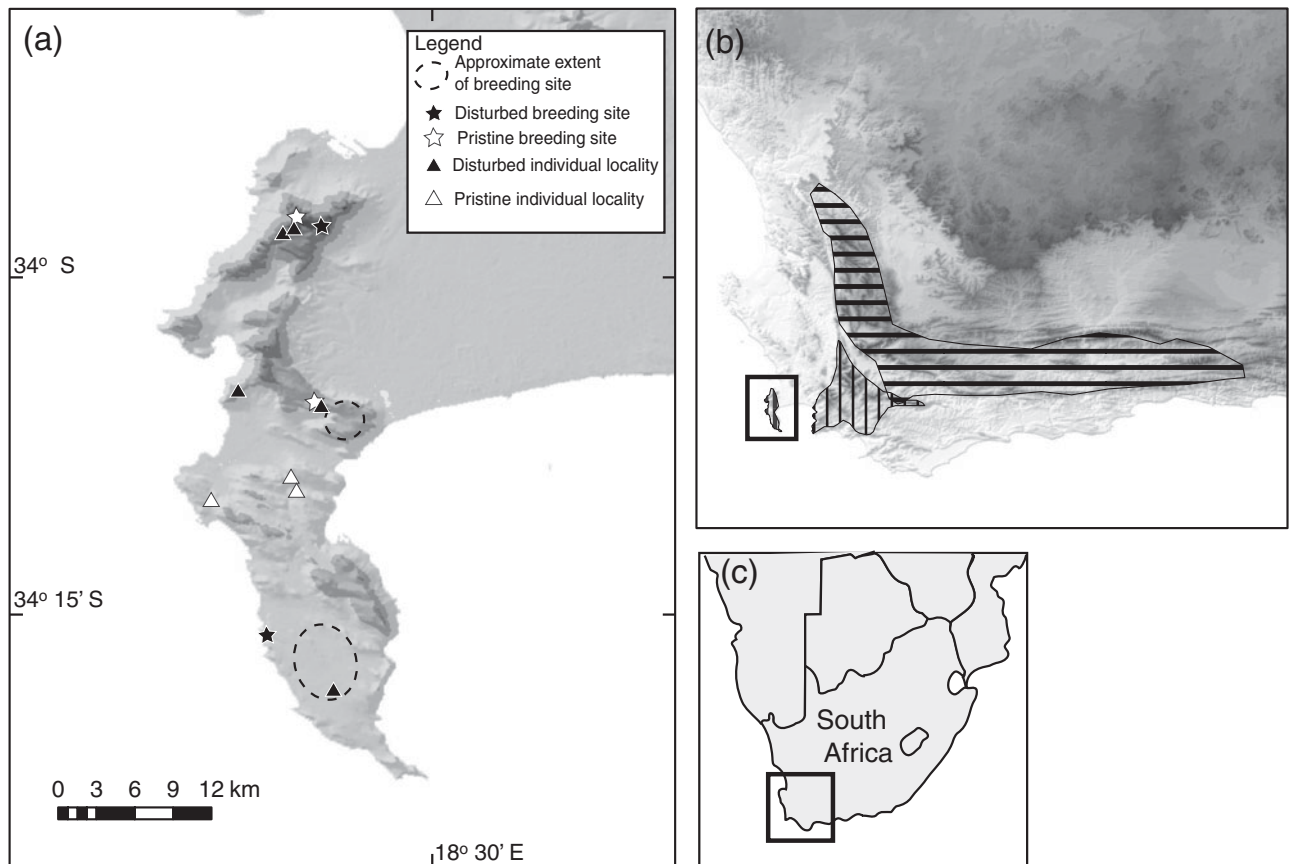 (a)
Legend
Approximate extent
of breeding site
Disturbed breeding site
Pristine breeding site
Disturbed individual locality
Pristine individual locality
34° S
34° 15’ S
0 3 6 9 12 km
18° 30’ E
(b)
(c)
South
Africa